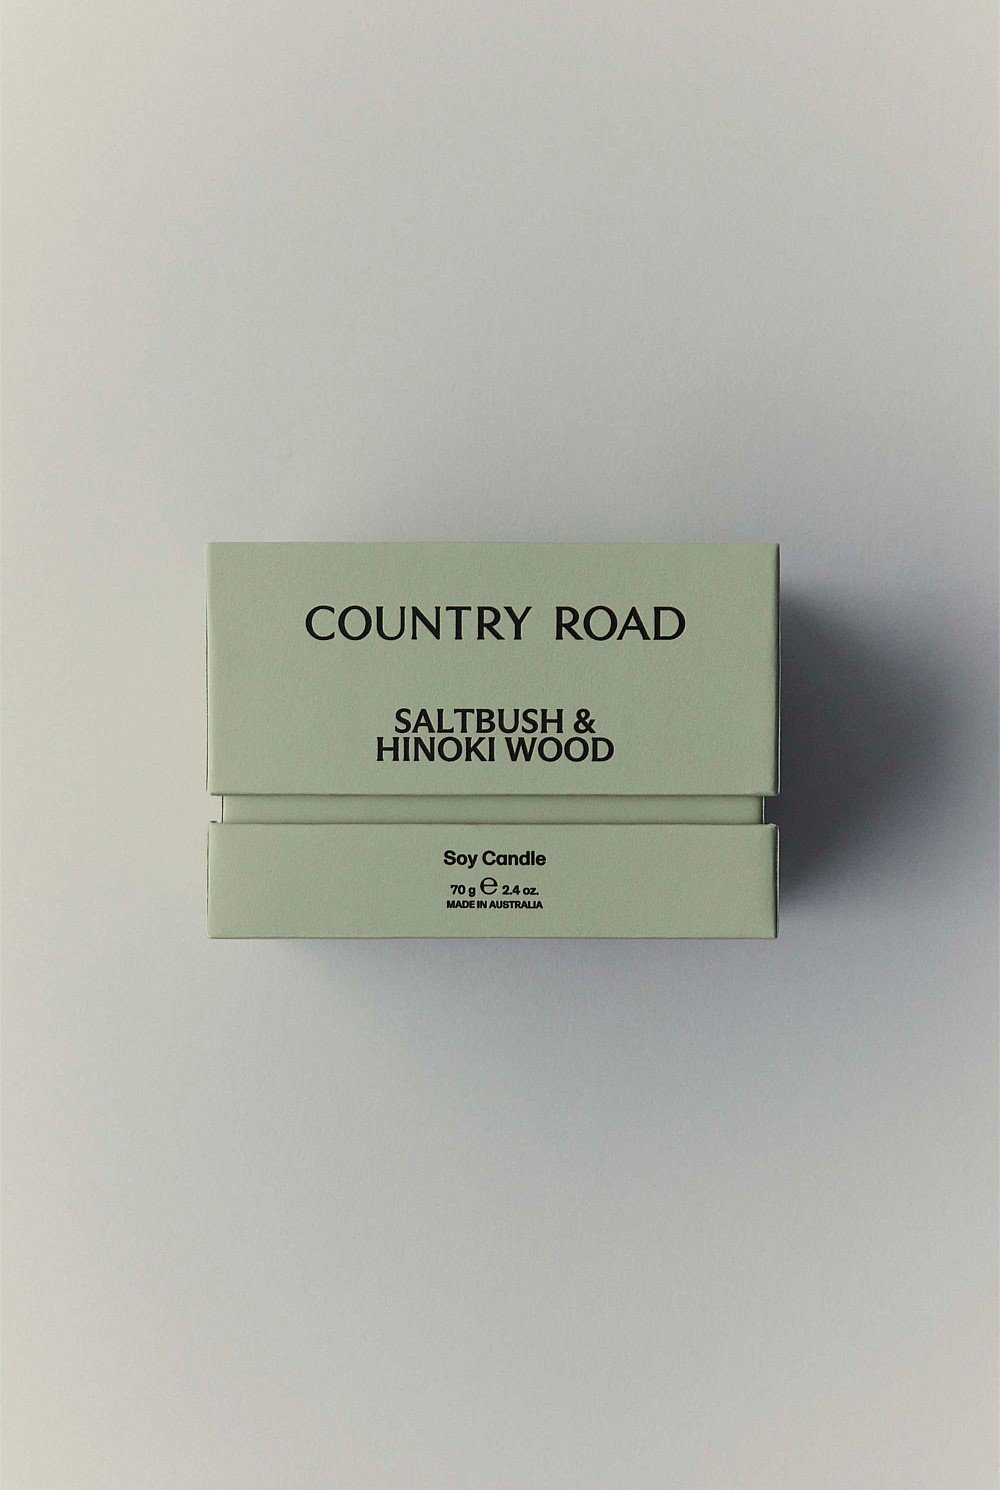 COUNTRY ROAD
SALTBUSH &
HINOKI WOOD
Soy Candle
70 g ℮ 2.4 oz.
MADE IN AUSTRALIA